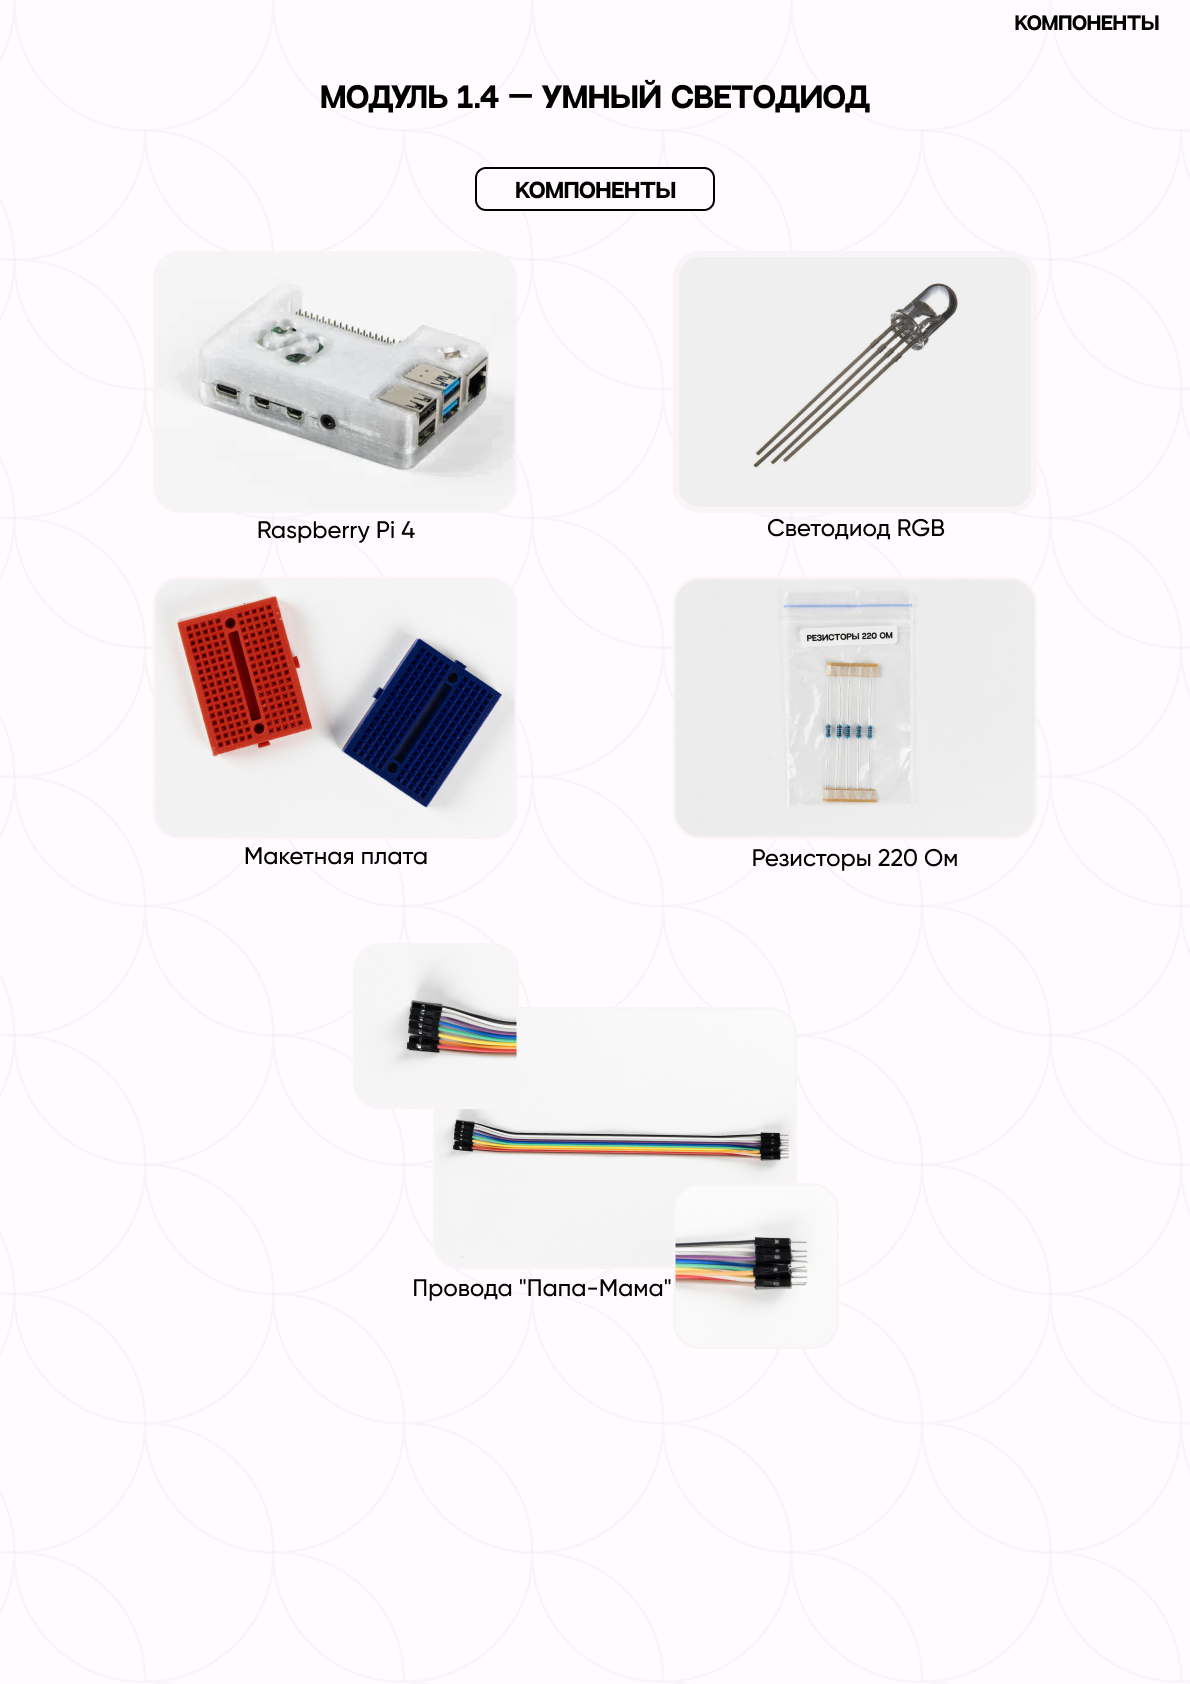 КОМПОНЕНТЫ
МОДУЛЬ 1.4 — УМНЫЙ СВЕТОДИОД
КОМПОНЕНТЫ
Raspberry Pi 4
Светодиод RGB
РЕЗИСТОРЫ 220 ОМ
Макетная плата
Резисторы 220 Ом
Провода "Папа-Мама"